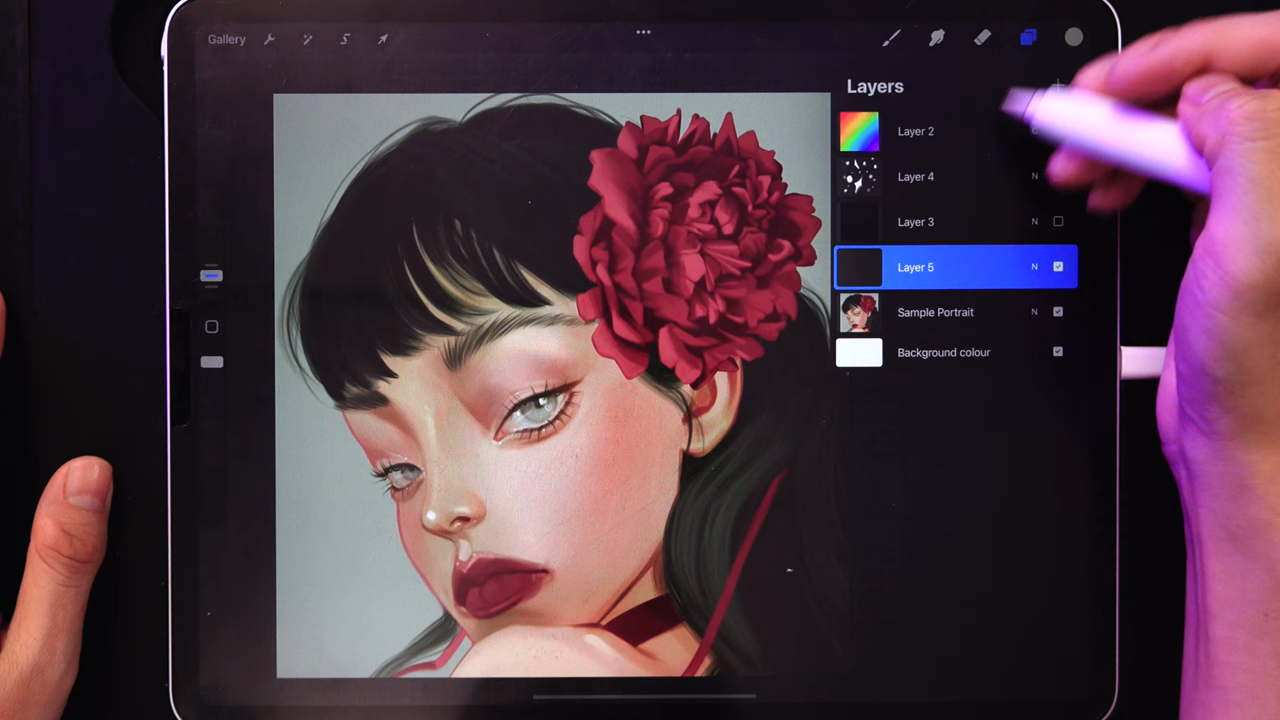 Gallery
Layers
Layer 2
Layer 4 N
Layer 3 N
Layer 5 N
Sample Portrait N
Background colour